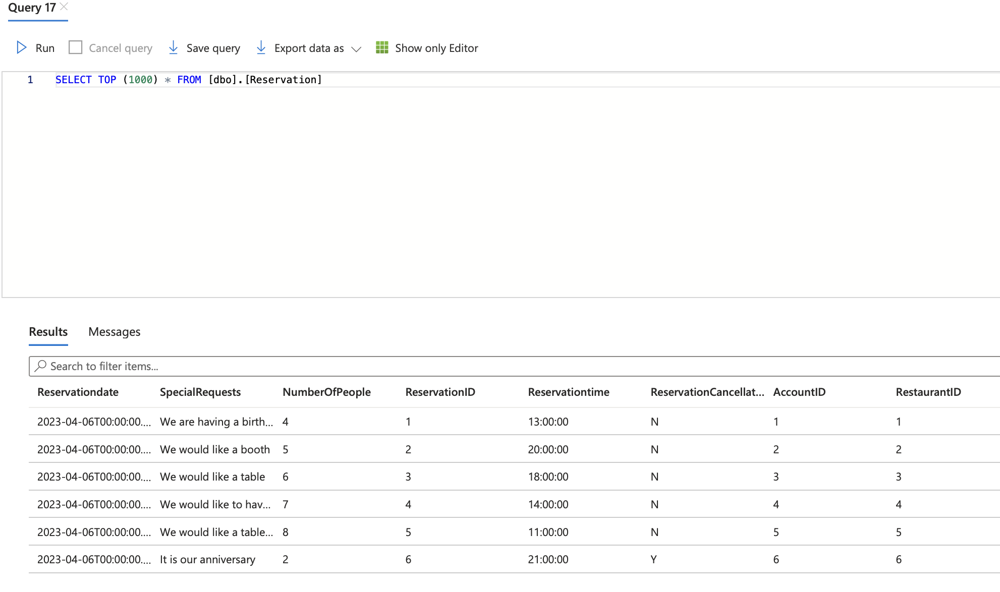 Query 17
Run Cancel query Save query Export data as Show only Editor
1 SELECT TOP (1000) * FROM [dbo].[Reservation]
Results Messages
Search to filter items...
Reservationdate SpecialRequests NumberOfPeople ReservationID Reservationtime ReservationCancellat... AccountID RestaurantID
2023-04-06T00:00:00.... We are having a birth... 4 1 13:00:00 N 1 1
2023-04-06T00:00:00.... We would like a booth 5 2 20:00:00 N 2 2
2023-04-06T00:00:00.... We would like a table 6 3 18:00:00 N 3 3
2023-04-06T00:00:00.... We would like to hav... 7 4 14:00:00 N 4 4
2023-04-06T00:00:00.... We would like a table... 8 5 11:00:00 N 5 5
2023-04-06T00:00:00.... It is our anniversary 2 6 21:00:00 Y 6 6